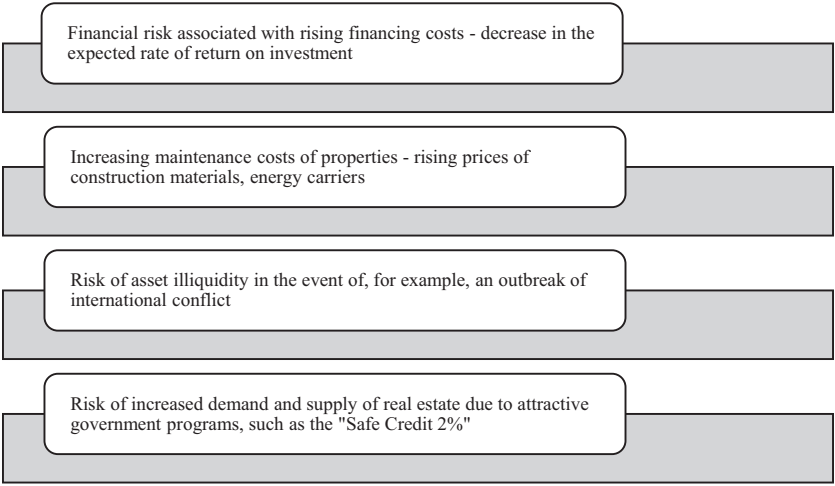 Financial risk associated with rising financing costs - decrease in the
expected rate of return on investment
Increasing maintenance costs of properties - rising prices of
construction materials, energy carriers
Risk of asset illiquidity in the event of, for example, an outbreak of
international conflict
Risk of increased demand and supply of real estate due to attractive
government programs, such as the "Safe Credit 2%"